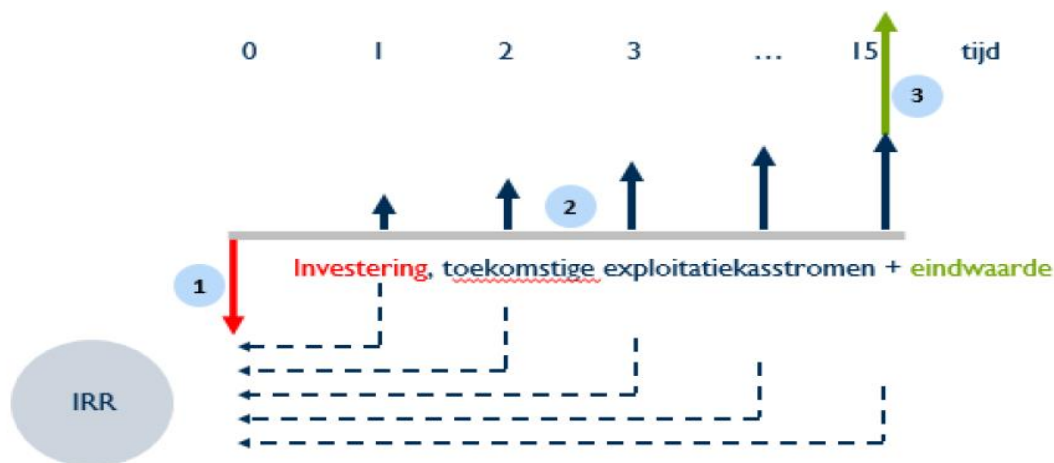 0 1 2 3 ... 15 tijd
3
2
Investering, toekomstige exploitatiekasstromen + eindwaarde
1
IRR